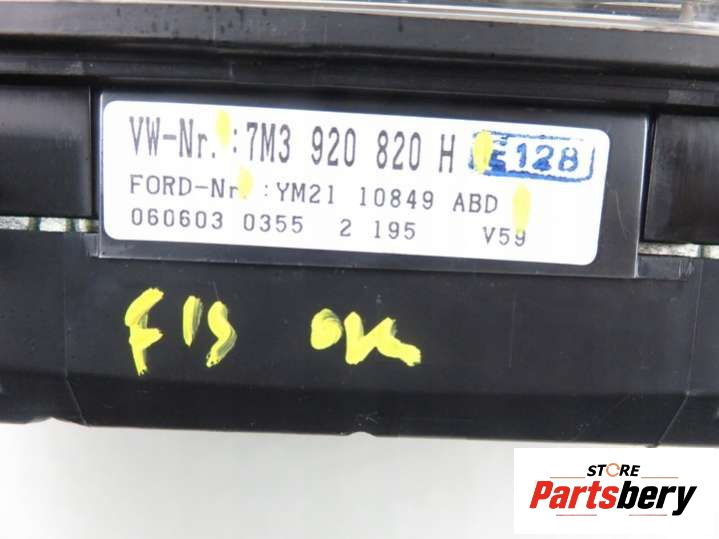 VW-Nr. :7M3 920 820 H E128
FORD-Nr :YM21 10849 ABD
060603 0355 2 195 V59
FIS OK
STORE
Partsbery